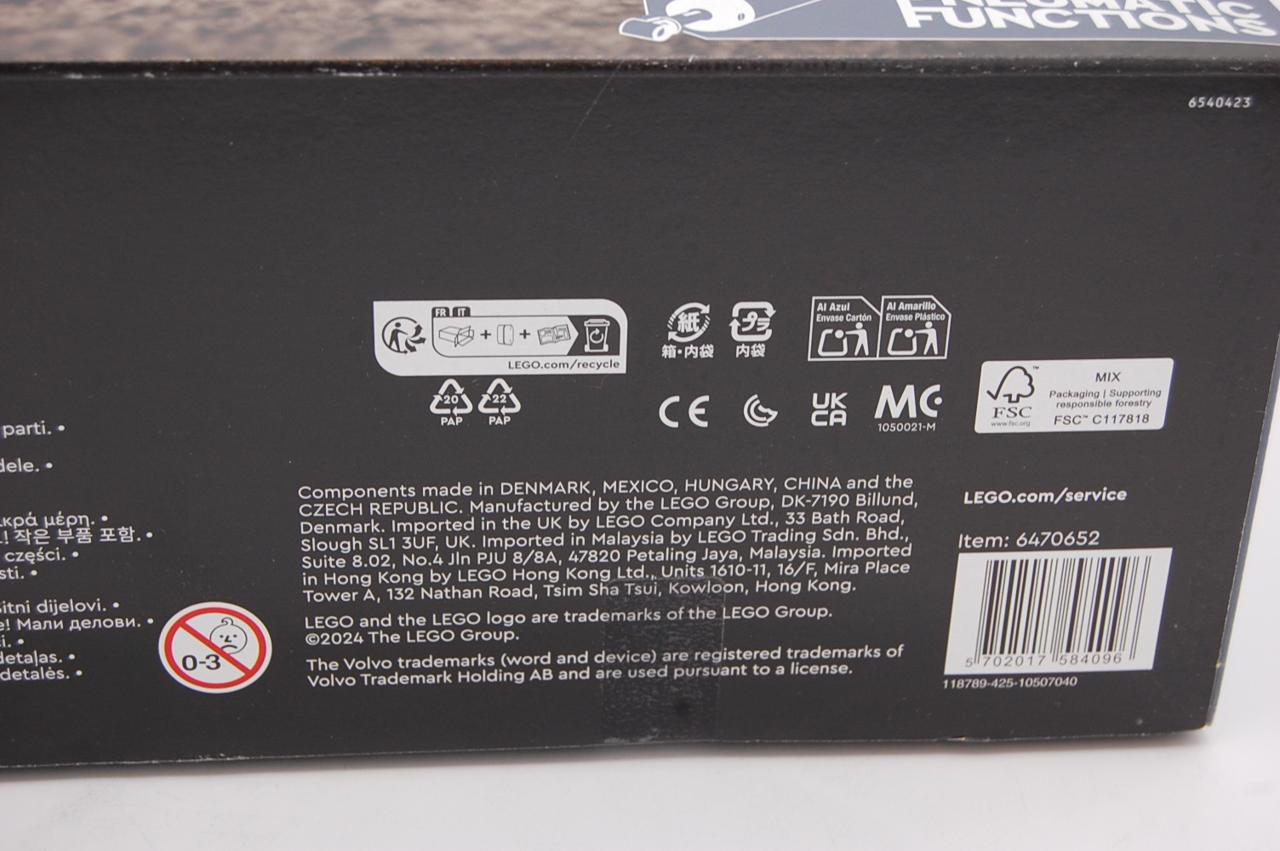 PNEUMATIC
FUNCTIONS
6540423
FR IT
+ +
LEGO.com/recycle
紙
箱・内袋
プラ
内袋
Al Azul
Envase Cartón
Al Amarillo
Envase Plástico
20
PAP
22
PAP
CE
UK
CA
MC
1050021-M
FSC™
www.fsc.org
MIX
Packaging | Supporting
responsible forestry
FSC™ C117818
parti. •
dele. •
ικρά μέρη. •
! 작은 부품 포함. •
części. •
sti. •
sitni dijelovi. •
e! Мали делови. •
ci. •
detaļas. •
detalės. •
0-3
Components made in DENMARK, MEXICO, HUNGARY, CHINA and the
CZECH REPUBLIC. Manufactured by the LEGO Group, DK-7190 Billund,
Denmark. Imported in the UK by LEGO Company Ltd., 33 Bath Road,
Slough SL1 3UF, UK. Imported in Malaysia by LEGO Trading Sdn. Bhd.,
Suite 8.02, No.4 Jln PJU 8/8A, 47820 Petaling Jaya, Malaysia. Imported
in Hong Kong by LEGO Hong Kong Ltd., Units 1610-11, 16/F, Mira Place
Tower A, 132 Nathan Road, Tsim Sha Tsui, Kowloon, Hong Kong.
LEGO and the LEGO logo are trademarks of the LEGO Group.
©2024 The LEGO Group.
The Volvo trademarks (word and device) are registered trademarks of
Volvo Trademark Holding AB and are used pursuant to a license.
LEGO.com/service
Item: 6470652
5 702017 584096
118789-425-10507040